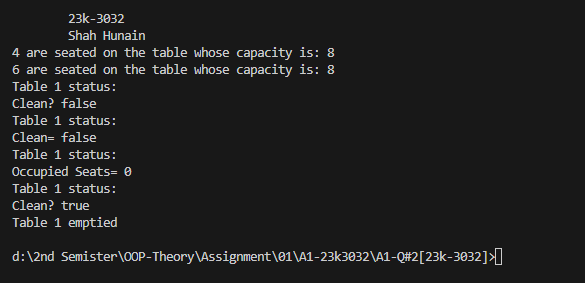 23k-3032
Shah Hunain
4 are seated on the table whose capacity is: 8
6 are seated on the table whose capacity is: 8
Table 1 status:
Clean? false
Table 1 status:
Clean= false
Table 1 status:
Occupied Seats= 0
Table 1 status:
Clean? true
Table 1 emptied
d:\2nd Semister\OOP-Theory\Assignment\01\A1-23k3032\A1-Q#2[23k-3032]>